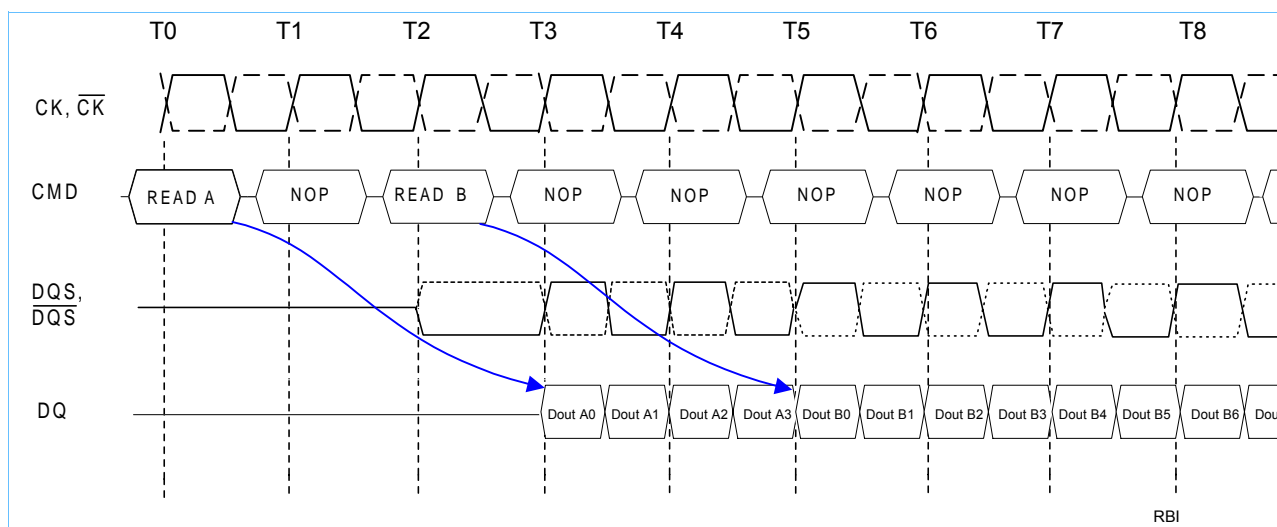 T0 T1 T2 T3 T4 T5 T6 T7 T8
CK, CK
CMD READ A NOP READ B NOP NOP NOP NOP NOP NOP
DQS,
DQS
DQ Dout A0 Dout A1 Dout A2 Dout A3 Dout B0 Dout B1 Dout B2 Dout B3 Dout B4 Dout B5 Dout B6 Dou
RBI